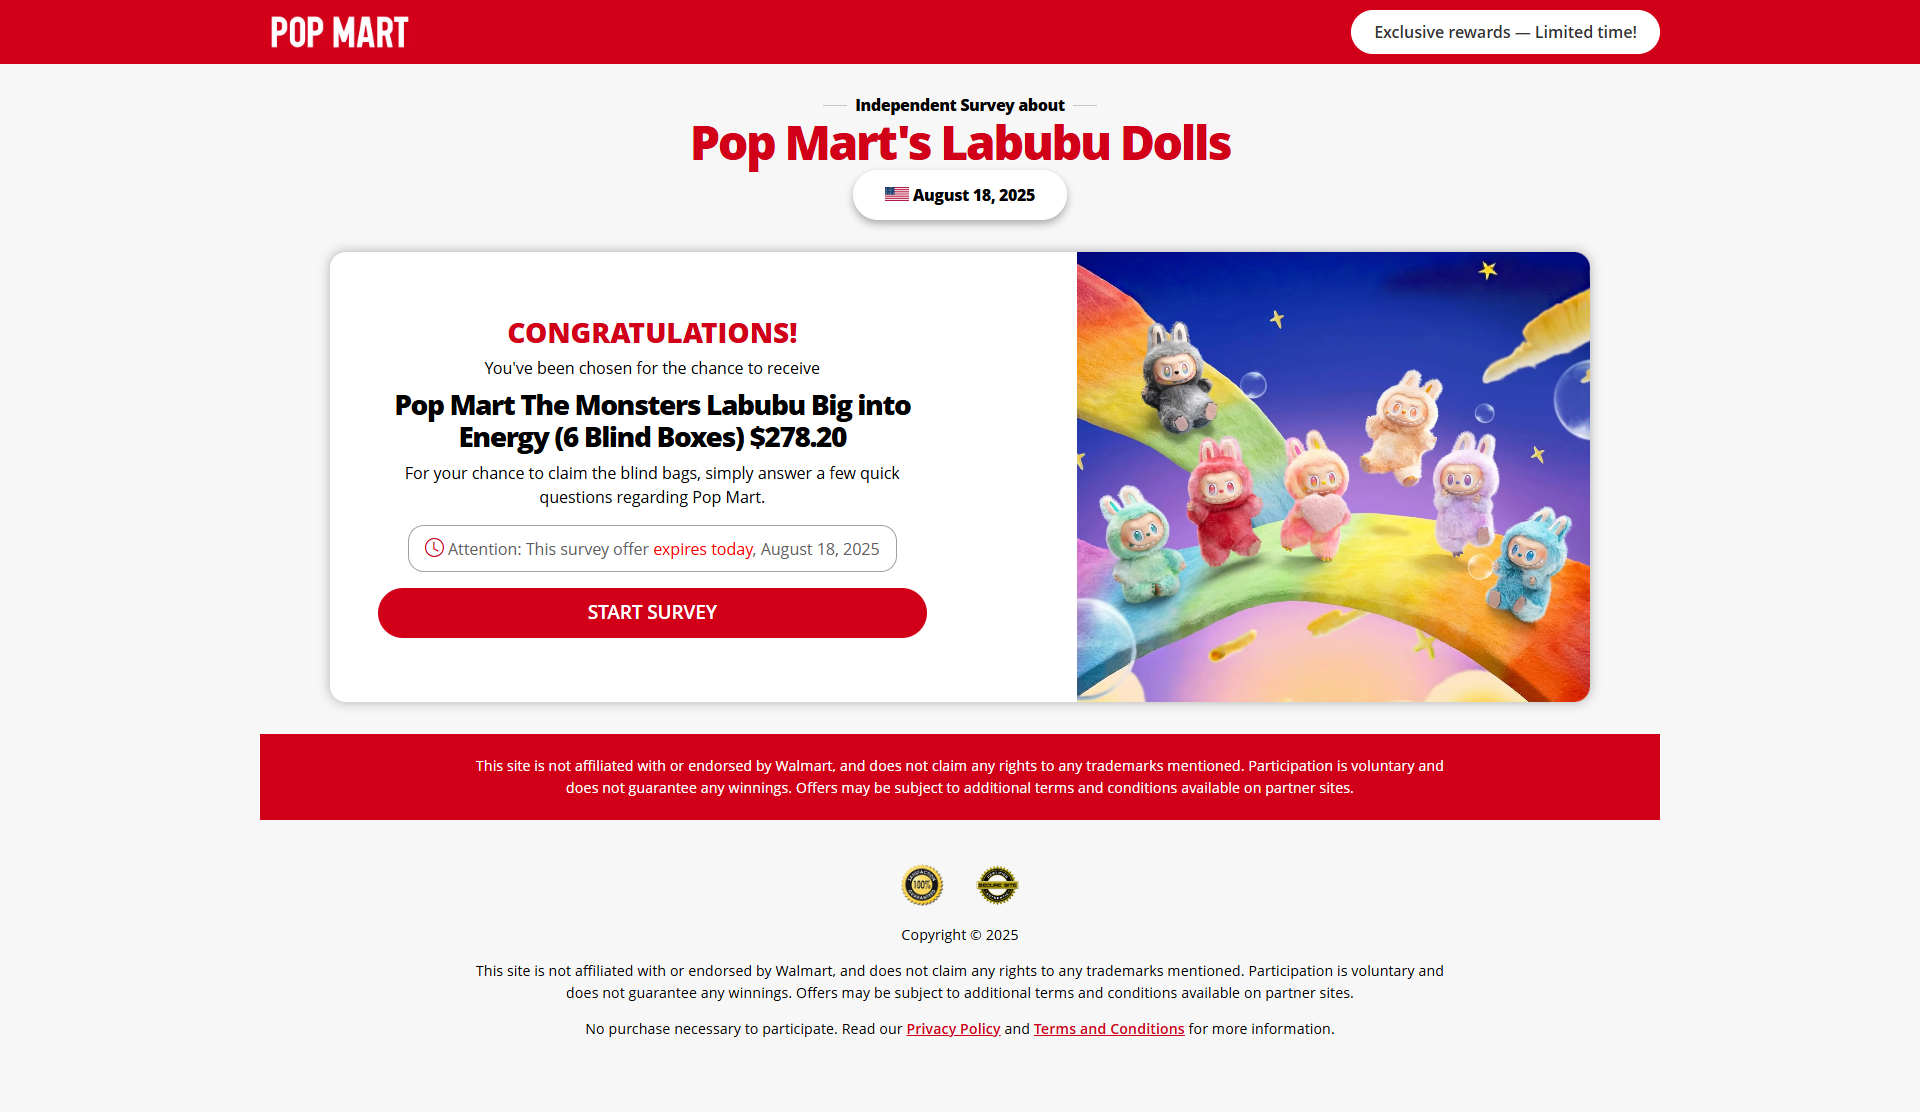 POP MART
Exclusive rewards — Limited time!
Independent Survey about
Pop Mart's Labubu Dolls
August 18, 2025
CONGRATULATIONS!
You've been chosen for the chance to receive
Pop Mart The Monsters Labubu Big into
Energy (6 Blind Boxes) $278.20
For your chance to claim the blind bags, simply answer a few quick
questions regarding Pop Mart.
Attention: This survey offer expires today, August 18, 2025
START SURVEY
This site is not affiliated with or endorsed by Walmart, and does not claim any rights to any trademarks mentioned. Participation is voluntary and
does not guarantee any winnings. Offers may be subject to additional terms and conditions available on partner sites.
100%
SECURE SITE
Copyright © 2025
This site is not affiliated with or endorsed by Walmart, and does not claim any rights to any trademarks mentioned. Participation is voluntary and
does not guarantee any winnings. Offers may be subject to additional terms and conditions available on partner sites.
No purchase necessary to participate. Read our Privacy Policy and Terms and Conditions for more information.